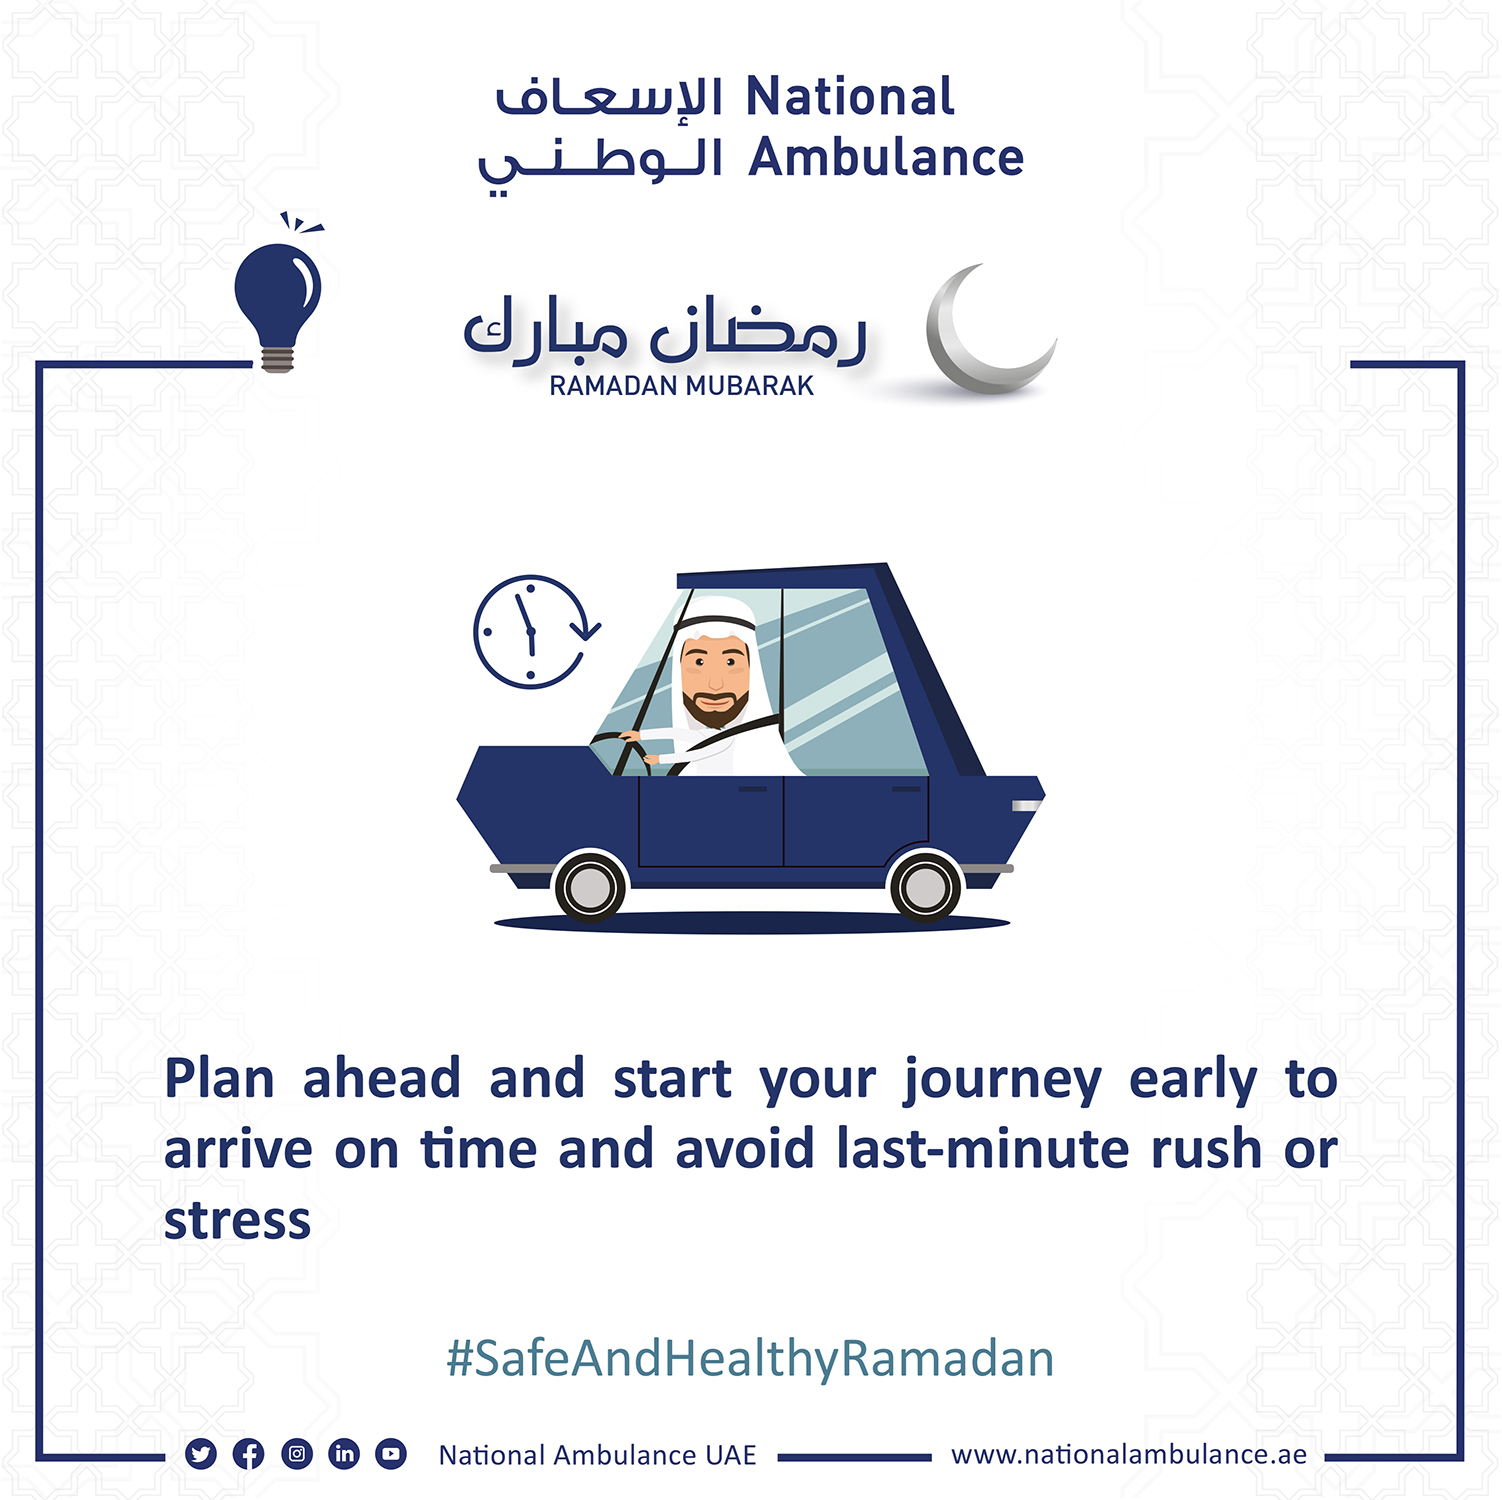 الإسعاف National
الوطني Ambulance
رمضان مبارك
RAMADAN MUBARAK
Plan ahead and start your journey early to
arrive on time and avoid last-minute rush or
stress
#SafeAndHealthyRamadan
National Ambulance UAE
www.nationalambulance.ae